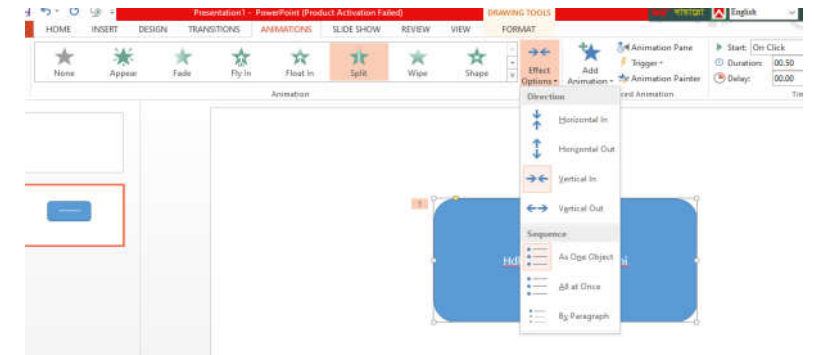 Presentation1 - PowerPoint (Product Activation Failed)
DRAWING TOOLS
English
HOME INSERT DESIGN TRANSITIONS ANIMATIONS SLIDE SHOW REVIEW VIEW FORMAT
None Appear Fade Fly In Float In Split Wipe Shape
Effect Options
Add Animation
Animation Pane
Trigger
Animation Painter
Start: On Click
Duration: 00.50
Delay: 00.00
Animation
ced Animation
Tim
Direction
Horizontal In
Horizontal Out
Vertical In
Vertical Out
Sequence
As One Object
All at Once
By Paragraph
1